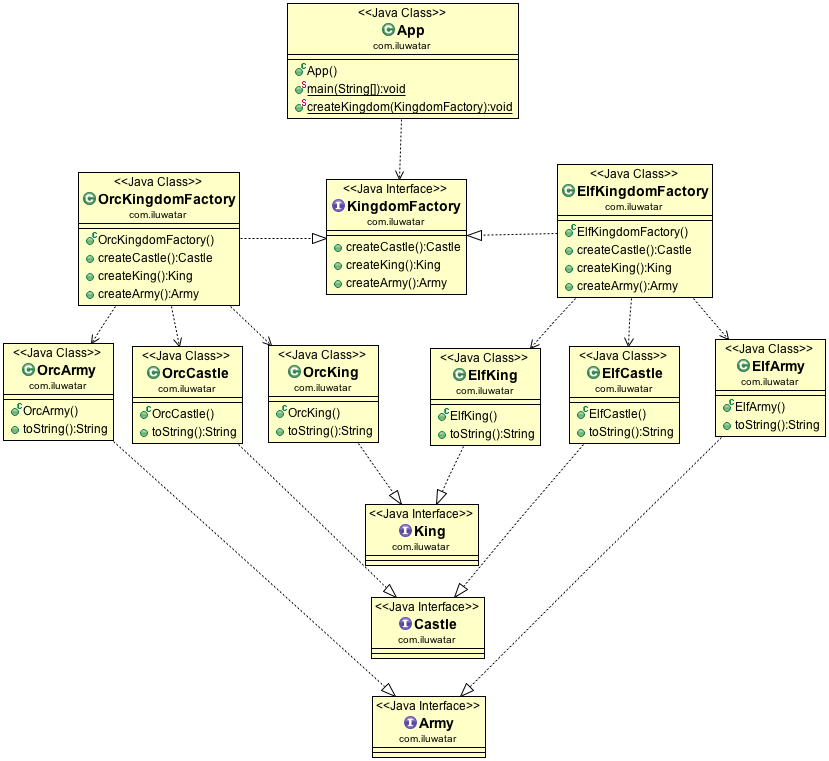 <<Java Class>>
App
com.iluwatar
App()
main(String[]):void
createKingdom(KingdomFactory):void
<<Java Class>>
OrcKingdomFactory
com.iluwatar
OrcKingdomFactory()
createCastle():Castle
createKing():King
createArmy():Army
<<Java Interface>>
KingdomFactory
com.iluwatar
createCastle():Castle
createKing():King
createArmy():Army
<<Java Class>>
ElfKingdomFactory
com.iluwatar
ElfKingdomFactory()
createCastle():Castle
createKing():King
createArmy():Army
<<Java Class>>
OrcArmy
com.iluwatar
OrcArmy()
toString():String
<<Java Class>>
OrcCastle
com.iluwatar
OrcCastle()
toString():String
<<Java Class>>
OrcKing
com.iluwatar
OrcKing()
toString():String
<<Java Class>>
ElfKing
com.iluwatar
ElfKing()
toString():String
<<Java Class>>
ElfCastle
com.iluwatar
ElfCastle()
toString():String
<<Java Class>>
ElfArmy
com.iluwatar
ElfArmy()
toString():String
<<Java Interface>>
King
com.iluwatar
<<Java Interface>>
Castle
com.iluwatar
<<Java Interface>>
Army
com.iluwatar